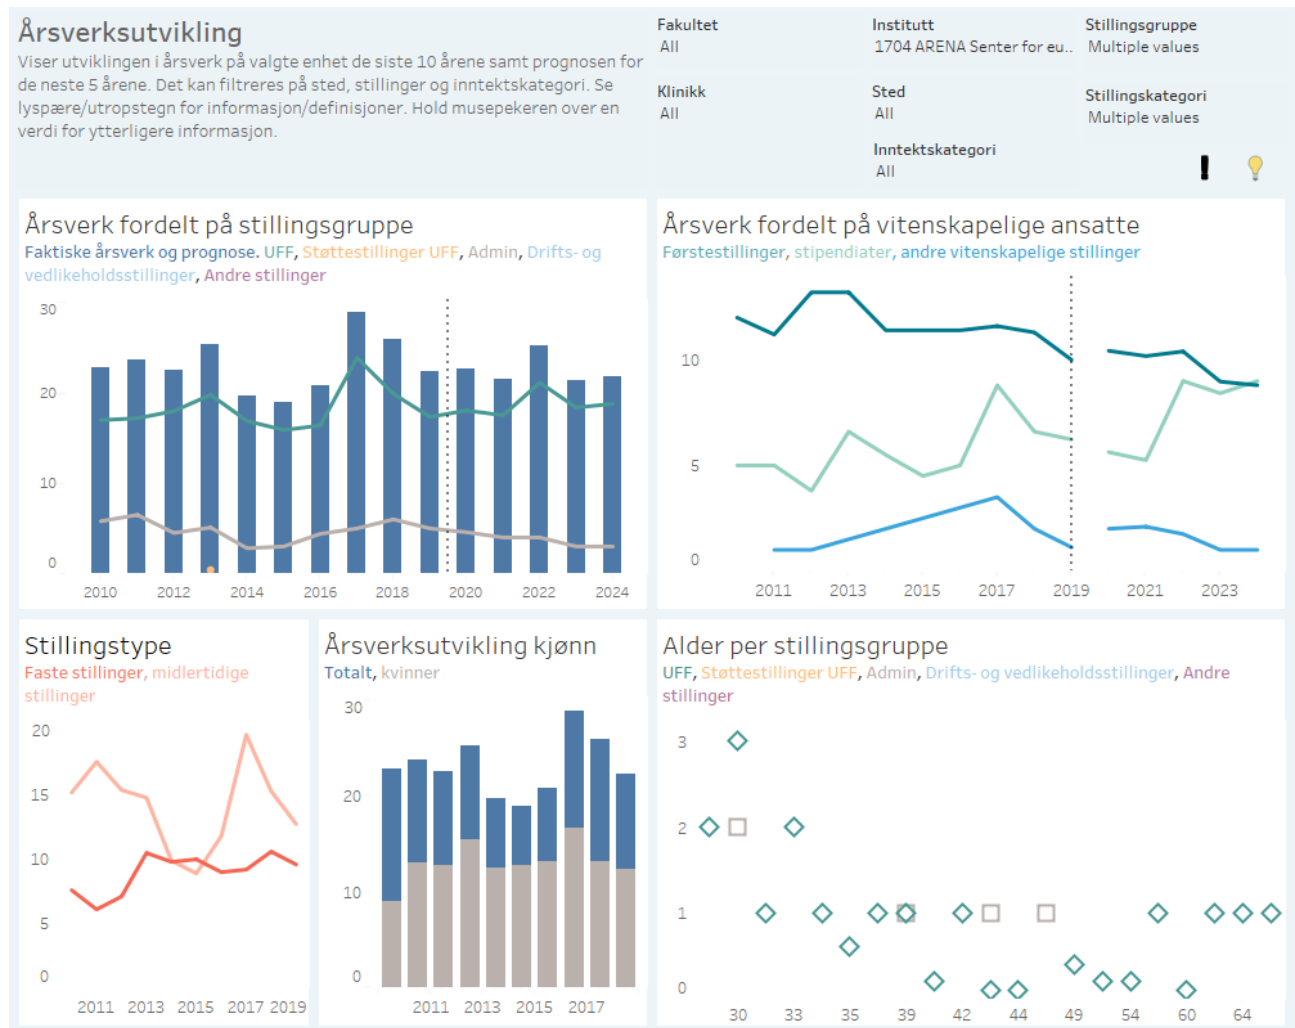 Årsverksutvikling
Viser utviklingen i årsverk på valgte enhet de siste 10 årene samt prognosen for
de neste 5 årene. Det kan filtreres på sted, stillinger og inntektskategori. Se
lyspære/utropstegn for informasjon/definisjoner. Hold musepekeren over en
verdi for ytterligere informasjon.
Fakultet
All
Institutt
1704 ARENA Senter for eu..
Stillingsgruppe
Multiple values
Klinikk
All
Sted
All
Stillingskategori
Multiple values
Inntektskategori
All
Årsverk fordelt på stillingsgruppe
Faktiske årsverk og prognose. UFF, Støttestillinger UFF, Admin, Drifts- og
vedlikeholdsstillinger, Andre stillinger
30
20
10
0
2010 2012 2014 2016 2018 2020 2022 2024
Årsverk fordelt på vitenskapelige ansatte
Førstestillinger, stipendiater, andre vitenskapelige stillinger
10
5
0
2011 2013 2015 2017 2019 2021 2023
Stillingstype
Faste stillinger, midlertidige
stillinger
20
15
10
5
0
2011 2013 2015 2017 2019
Årsverksutvikling kjønn
Totalt, kvinner
30
20
10
0
2011 2013 2015 2017
Alder per stillingsgruppe
UFF, Støttestillinger UFF, Admin, Drifts- og vedlikeholdsstillinger, Andre
stillinger
3
2
1
0
30 33 35 39 42 44 49 54 60 64